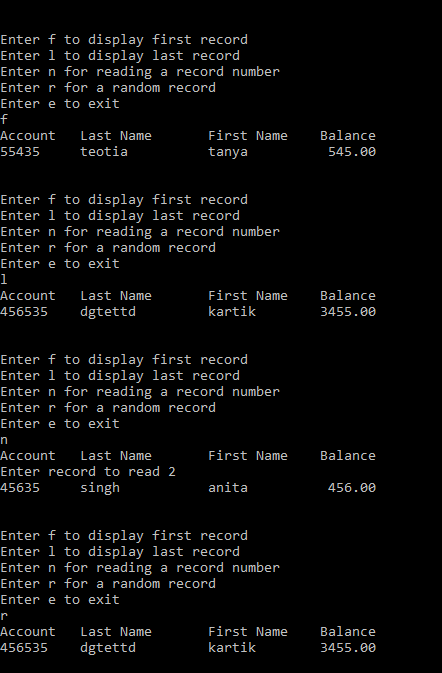 Enter f to display first record
Enter l to display last record
Enter n for reading a record number
Enter r for a random record
Enter e to exit
f
Account Last Name First Name Balance
55435 teotia tanya 545.00
Enter f to display first record
Enter l to display last record
Enter n for reading a record number
Enter r for a random record
Enter e to exit
l
Account Last Name First Name Balance
456535 dgtettd kartik 3455.00
Enter f to display first record
Enter l to display last record
Enter n for reading a record number
Enter r for a random record
Enter e to exit
n
Account Last Name First Name Balance
Enter record to read 2
45635 singh anita 456.00
Enter f to display first record
Enter l to display last record
Enter n for reading a record number
Enter r for a random record
Enter e to exit
r
Account Last Name First Name Balance
456535 dgtettd kartik 3455.00